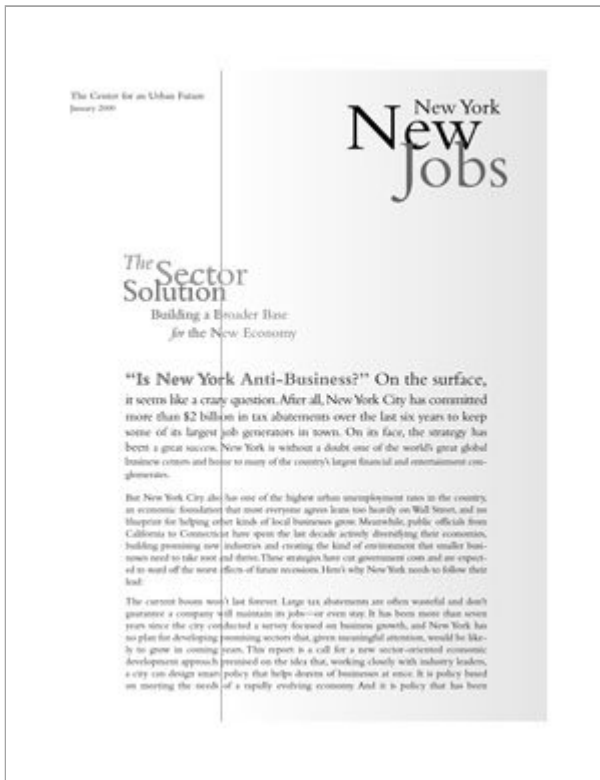 The Center for an Urban Future
January 2000
New York
New
Jobs
The Sector
Solution
Building a Broader Base
for the New Economy
“Is New York Anti-Business?” On the surface,
it seems like a crazy question. After all, New York City has committed
more than $2 billion in tax abatements over the last six years to keep
some of its largest job generators in town. On its face, the strategy has
been a great success. New York is without a doubt one of the world's great global
business centers and home to many of the country's largest financial and entertainment con-
glomerates.
But New York City also has one of the highest urban unemployment rates in the country,
an economic foundation that most everyone agrees leans too heavily on Wall Street, and no
blueprint for helping other kinds of local businesses grow. Meanwhile, public officials from
California to Connecticut have spent the last decade actively diversifying their economies,
building promising new industries and creating the kind of environment that smaller busi-
nesses need to take root and thrive. These strategies have cut government costs and are expect-
ed to ward off the worst effects of future recessions. Here's why New York needs to follow their
lead:
The current boom won't last forever. Large tax abatements are often wasteful and don't
guarantee a company will maintain its jobs—or even stay. It has been more than seven
years since the city conducted a survey focused on business growth, and New York has
no plan for developing promising sectors that, given meaningful attention, would be like-
ly to grow in coming years. This report is a call for a new sector-oriented economic
development approach premised on the idea that, working closely with industry leaders,
a city can design smart policy that helps dozens of businesses at once. It is policy based
on meeting the needs of a rapidly evolving economy. And it is policy that has been